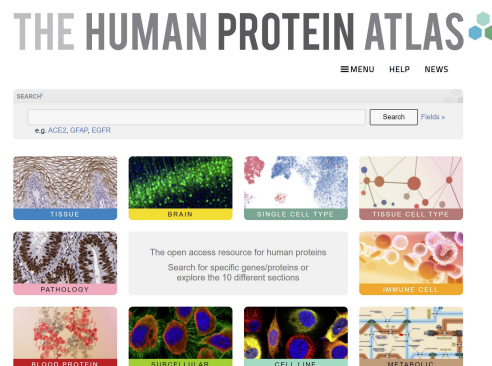 THE HUMAN PROTEIN ATLAS
MENU HELP NEWS
SEARCH
Search Fields »
e.g. ACE2, GFAP, EGFR
TISSUE BRAIN SINGLE CELL TYPE TISSUE CELL TYPE
The open access resource for human proteins
Search for specific genes/proteins or
explore the 10 different sections
PATHOLOGY IMMUNE CELL
BLOOD PROTEIN SUBCELLULAR CELL LINE METABOLIC